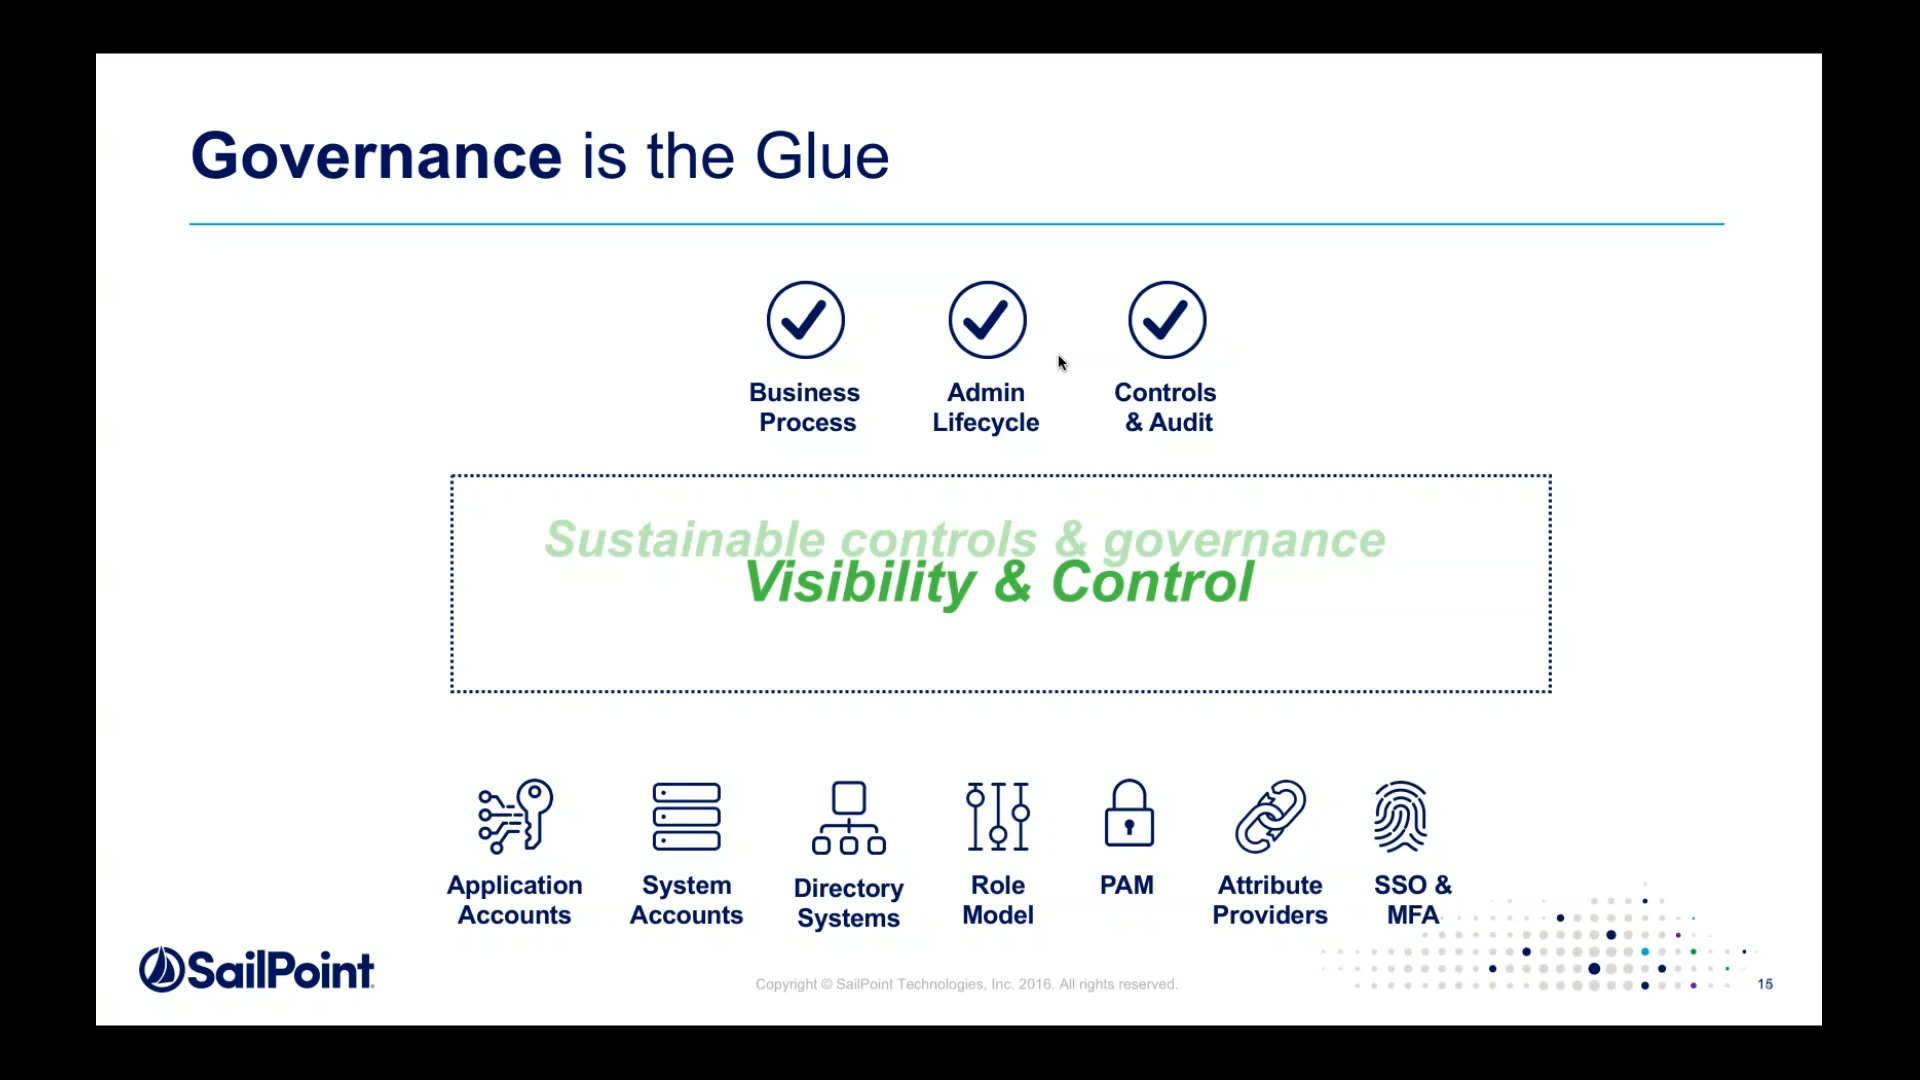 Governance is the Glue
Business
Process
Admin
Lifecycle
Controls
& Audit
Sustainable controls & governance
Visibility & Control
Application
Accounts
System
Accounts
Directory
Systems
Role
Model
PAM
Attribute
Providers
SSO &
MFA
SailPoint
Copyright © SailPoint Technologies, Inc. 2016. All rights reserved.